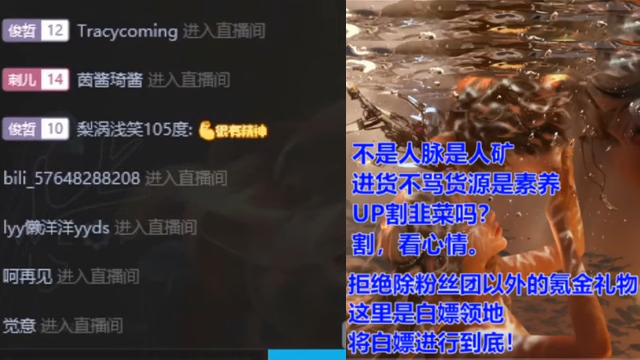 俊哲 12 Tracycoming 进入直播间
刺儿 14 茵酱琦酱 进入直播间
俊哲 10 梨涡浅笑105度: 💪很有精神
bili_57648288208 进入直播间
lyy懒洋洋yyds 进入直播间
呵再见 进入直播间
觉意 进入直播间
不是人脉是人矿
进货不骂货源是素养
UP割韭菜吗?
割，看心情。
拒绝除粉丝团以外的氪金礼物
这里是白嫖领地
将白嫖进行到底!